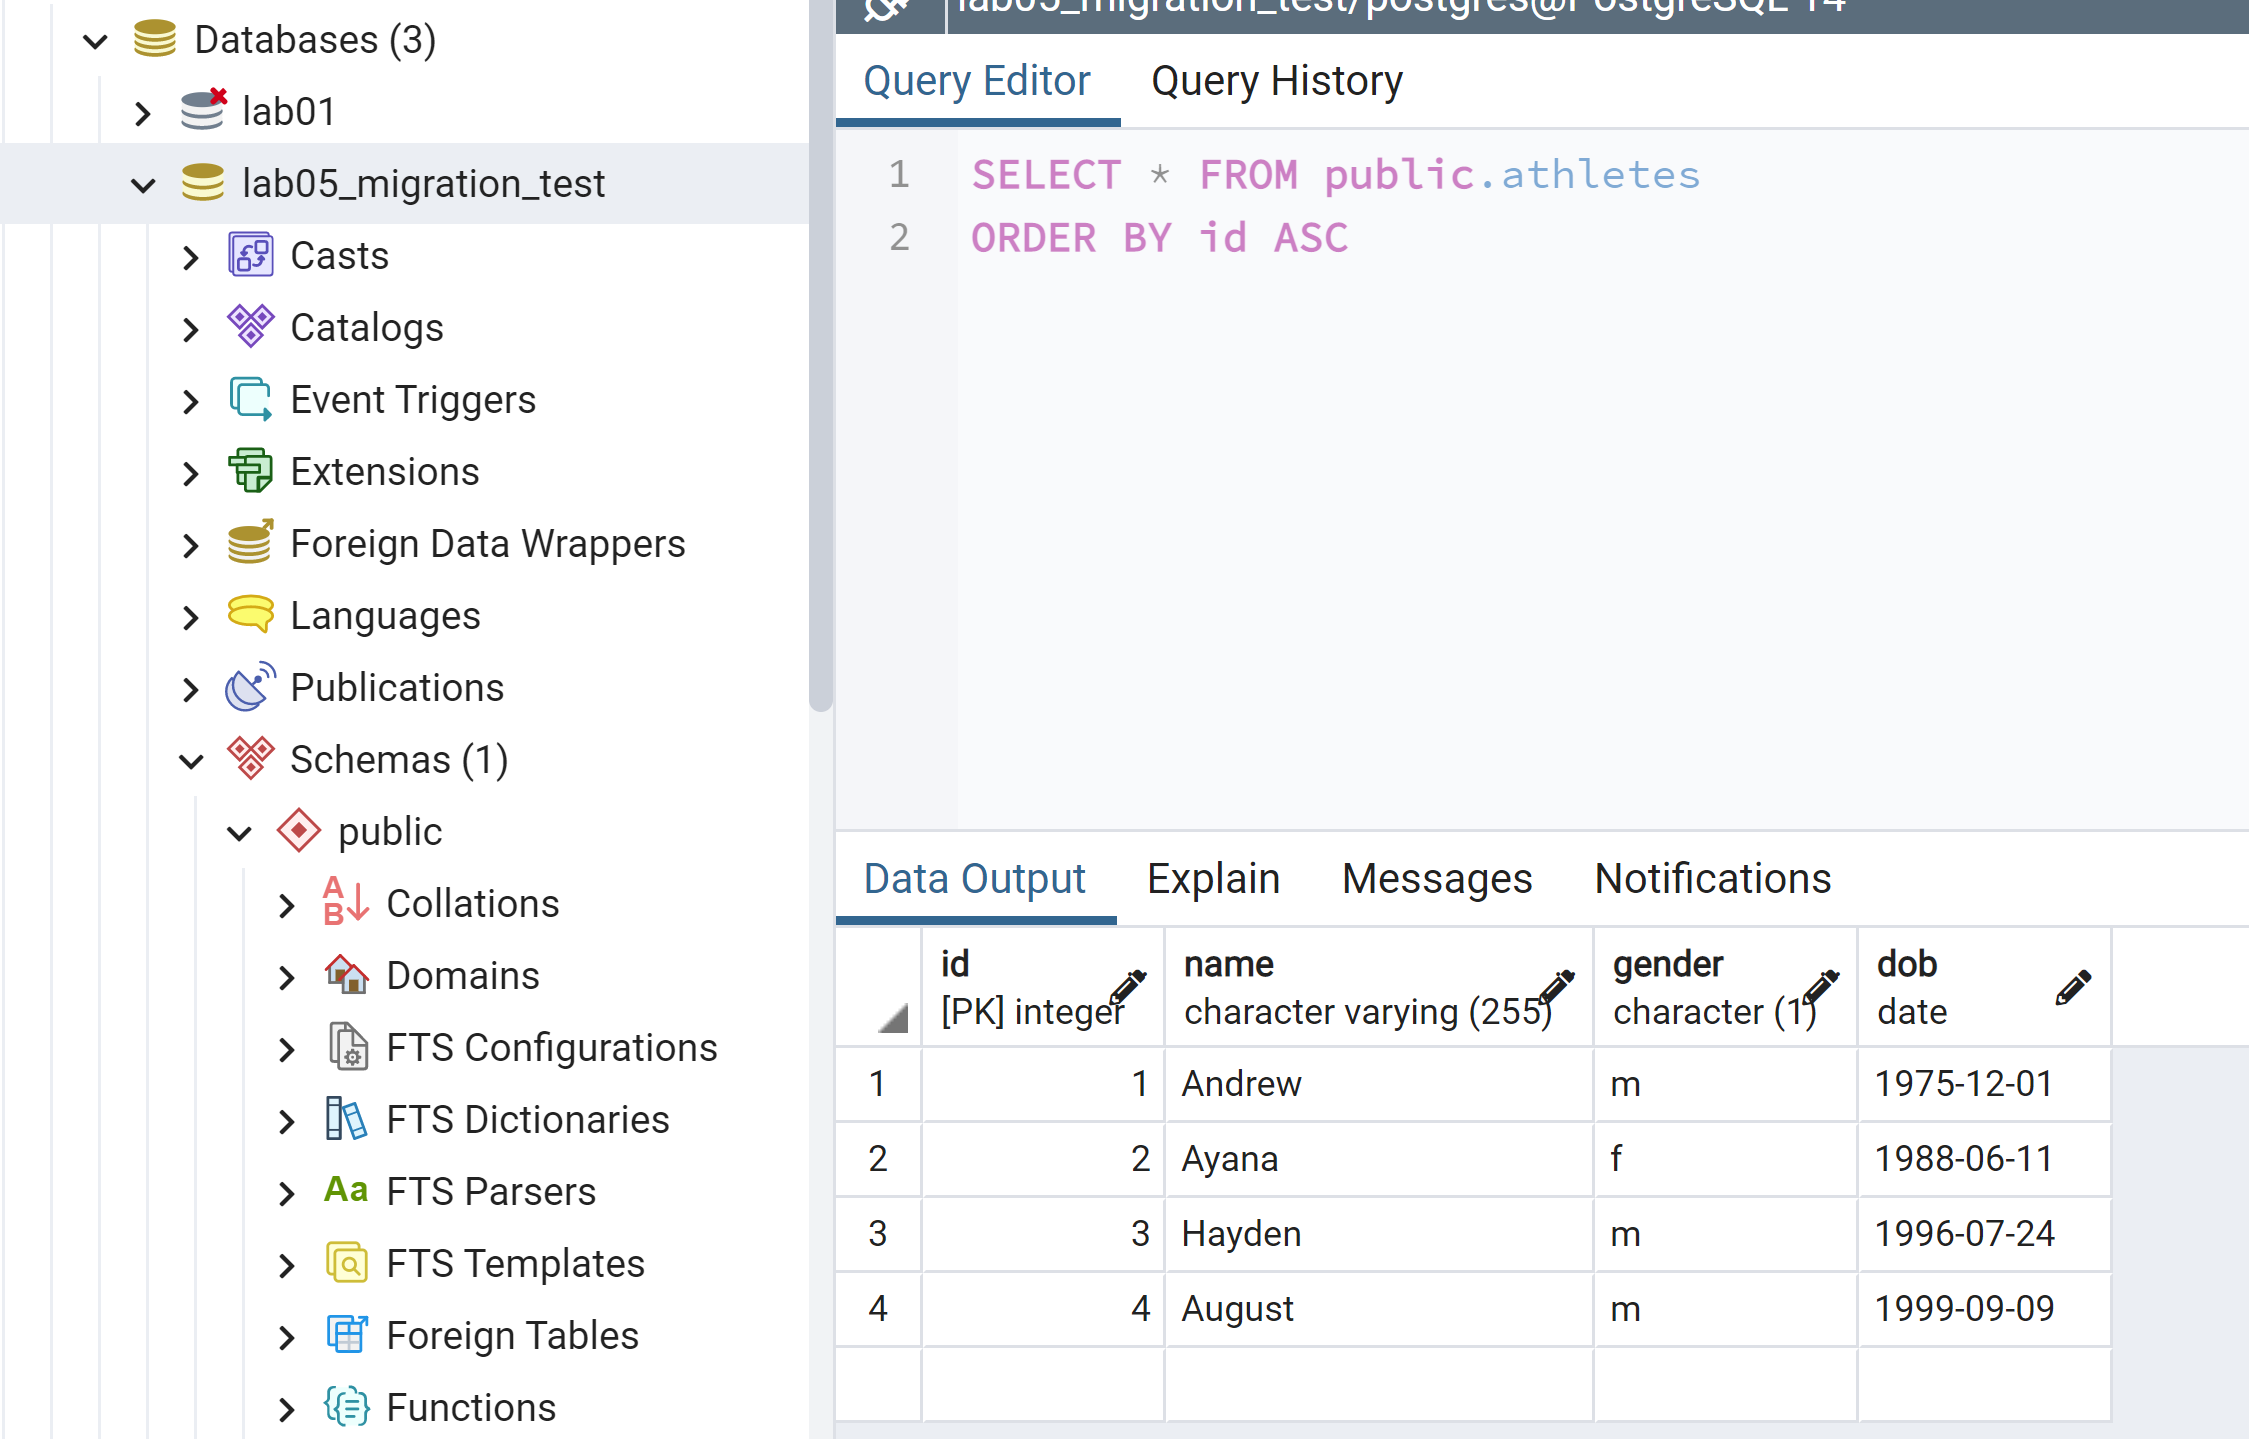 Databases (3)
lab01
lab05_migration_test
Casts
Catalogs
Event Triggers
Extensions
Foreign Data Wrappers
Languages
Publications
Schemas (1)
public
Collations
Domains
FTS Configurations
FTS Dictionaries
Aa FTS Parsers
FTS Templates
Foreign Tables
Functions
lab05_migration_test/postgres@PostgreSQL 14
Query Editor Query History
1 SELECT * FROM public.athletes
2 ORDER BY id ASC
Data Output Explain Messages Notifications
id name gender dob
[PK] integer character varying (255) character (1) date
1 1 Andrew m 1975-12-01
2 2 Ayana f 1988-06-11
3 3 Hayden m 1996-07-24
4 4 August m 1999-09-09